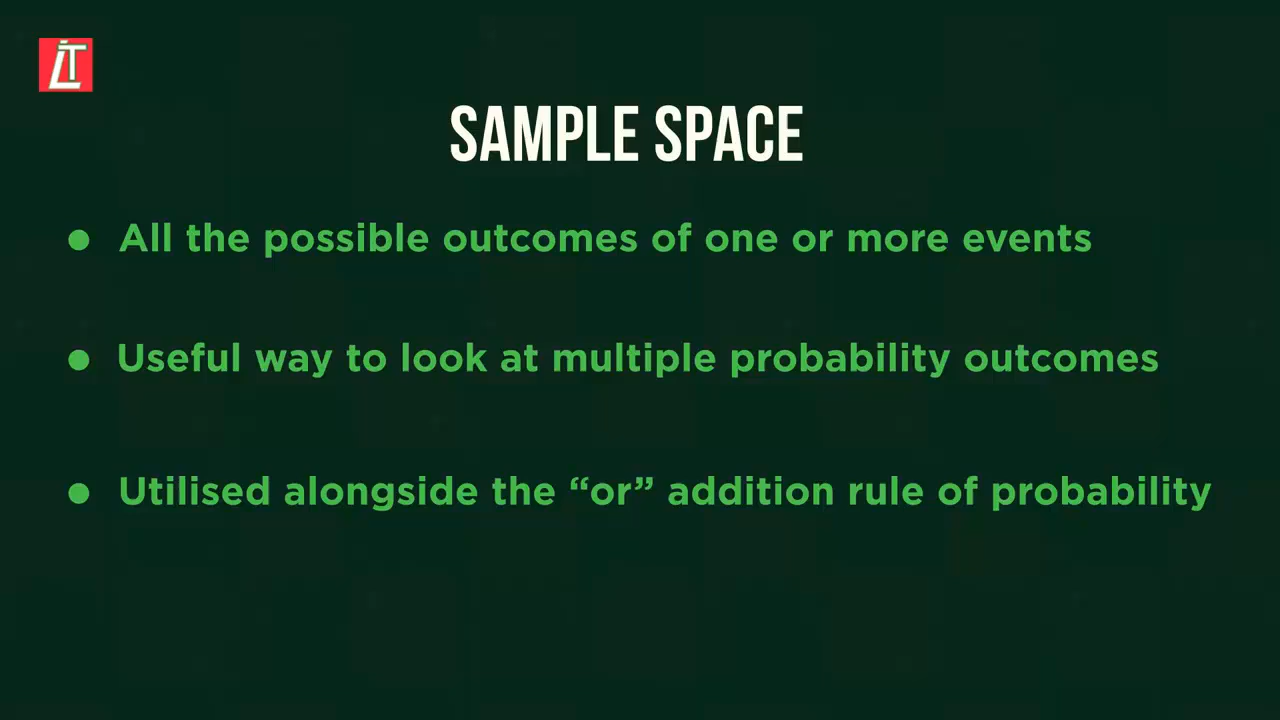 LT
SAMPLE SPACE
● All the possible outcomes of one or more events
● Useful way to look at multiple probability outcomes
● Utilised alongside the “or” addition rule of probability